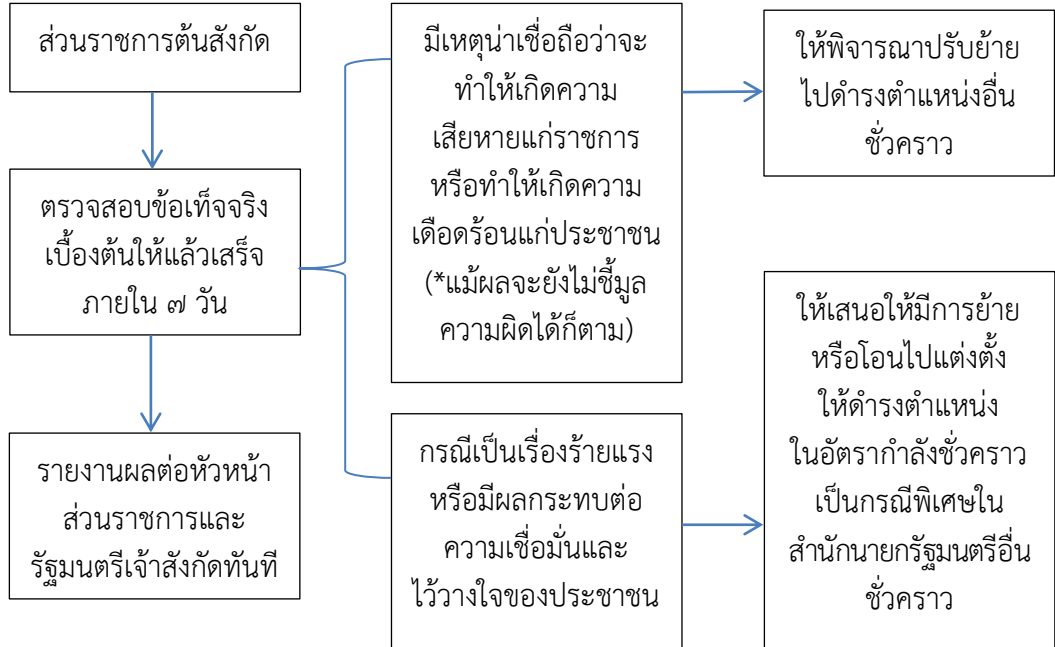 ส่วนราชการต้นสังกัด
ตรวจสอบข้อเท็จจริง
เบื้องต้นให้แล้วเสร็จ
ภายใน ๗ วัน
รายงานผลต่อหัวหน้า
ส่วนราชการและ
รัฐมนตรีเจ้าสังกัดทันที
มีเหตุน่าเชื่อถือว่าจะ
ทำให้เกิดความ
เสียหายแก่ราชการ
หรือทำให้เกิดความ
เดือดร้อนแก่ประชาชน
(*แม้ผลจะยังไม่ชี้มูล
ความผิดได้ก็ตาม)
ให้พิจารณาปรับย้าย
ไปดำรงตำแหน่งอื่น
ชั่วคราว
กรณีเป็นเรื่องร้ายแรง
หรือมีผลกระทบต่อ
ความเชื่อมั่นและ
ไว้วางใจของประชาชน
ให้เสนอให้มีการย้าย
หรือโอนไปแต่งตั้ง
ให้ดำรงตำแหน่ง
ในอัตรากำลังชั่วคราว
เป็นกรณีพิเศษใน
สำนักนายกรัฐมนตรีอื่น
ชั่วคราว